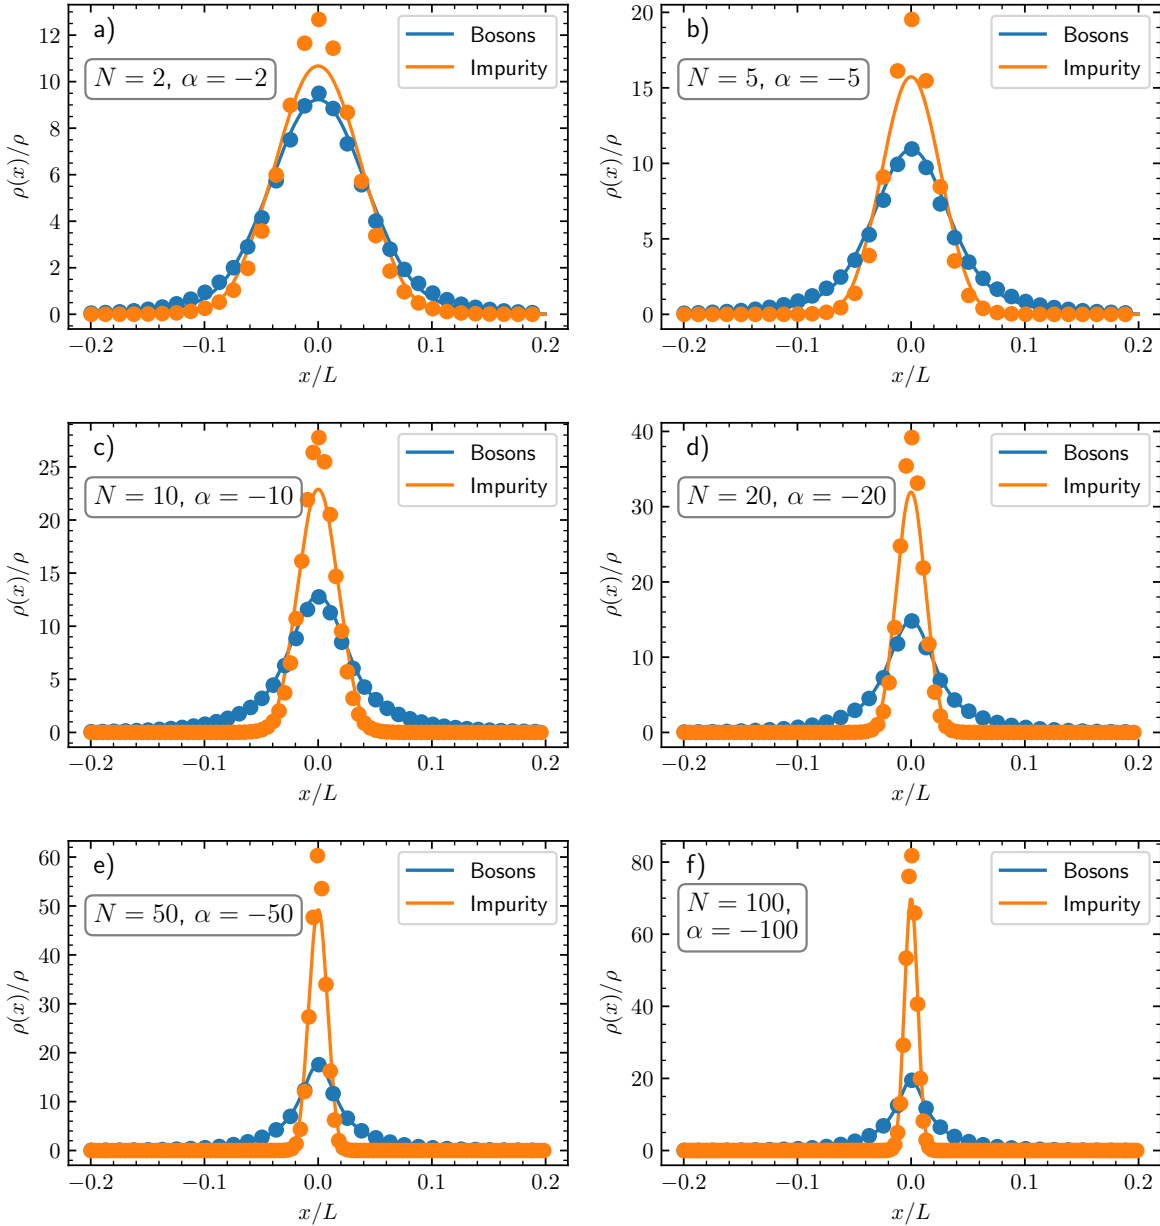 a)
N = 2, α = −2
Bosons
Impurity
0
2
4
6
8
10
12
ρ(x)/ρ
−0.2
−0.1
0.0
0.1
0.2
x/L
b)
N = 5, α = −5
Bosons
Impurity
0
5
10
15
20
ρ(x)/ρ
−0.2
−0.1
0.0
0.1
0.2
x/L
c)
N = 10, α = −10
Bosons
Impurity
0
5
10
15
20
25
ρ(x)/ρ
−0.2
−0.1
0.0
0.1
0.2
x/L
d)
N = 20, α = −20
Bosons
Impurity
0
10
20
30
40
ρ(x)/ρ
−0.2
−0.1
0.0
0.1
0.2
x/L
e)
N = 50, α = −50
Bosons
Impurity
0
10
20
30
40
50
60
ρ(x)/ρ
−0.2
−0.1
0.0
0.1
0.2
x/L
f)
N = 100,
α = −100
Bosons
Impurity
0
20
40
60
80
ρ(x)/ρ
−0.2
−0.1
0.0
0.1
0.2
x/L